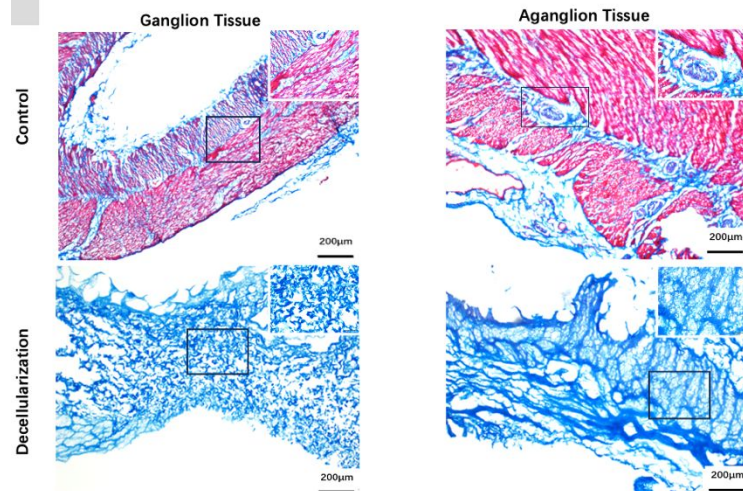 Ganglion Tissue
Aganglion Tissue
Control
200μm
200μm
Decellularization
200μm
200μm